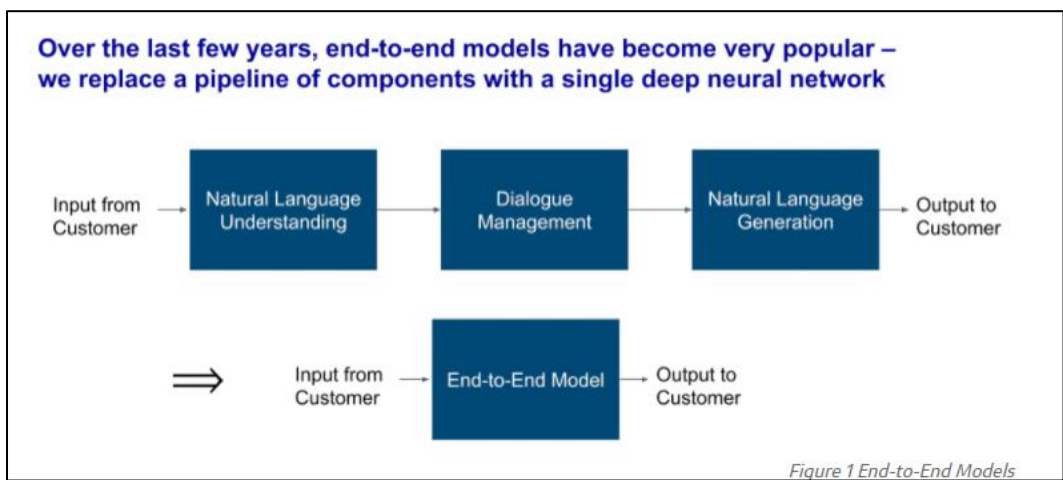 Over the last few years, end-to-end models have become very popular –
we replace a pipeline of components with a single deep neural network
Input from
Customer
Natural Language
Understanding
Dialogue
Management
Natural Language
Generation
Output to
Customer
Input from
Customer
End-to-End Model
Output to
Customer
Figure 1 End-to-End Models